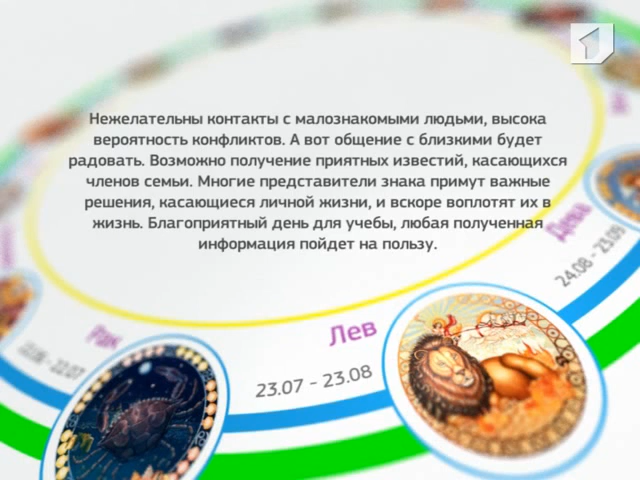 Нежелательны контакты с малознакомыми людьми, высока
вероятность конфликтов. А вот общение с близкими будет
радовать. Возможно получение приятных известий, касающихся
членов семьи. Многие представители знака примут важные
решения, касающиеся личной жизни, и вскоре воплотят их в
жизнь. Благоприятный день для учебы, любая полученная
информация пойдет на пользу.
Дева
24.08 - 23.09
Лев
23.07 - 23.08
Рак